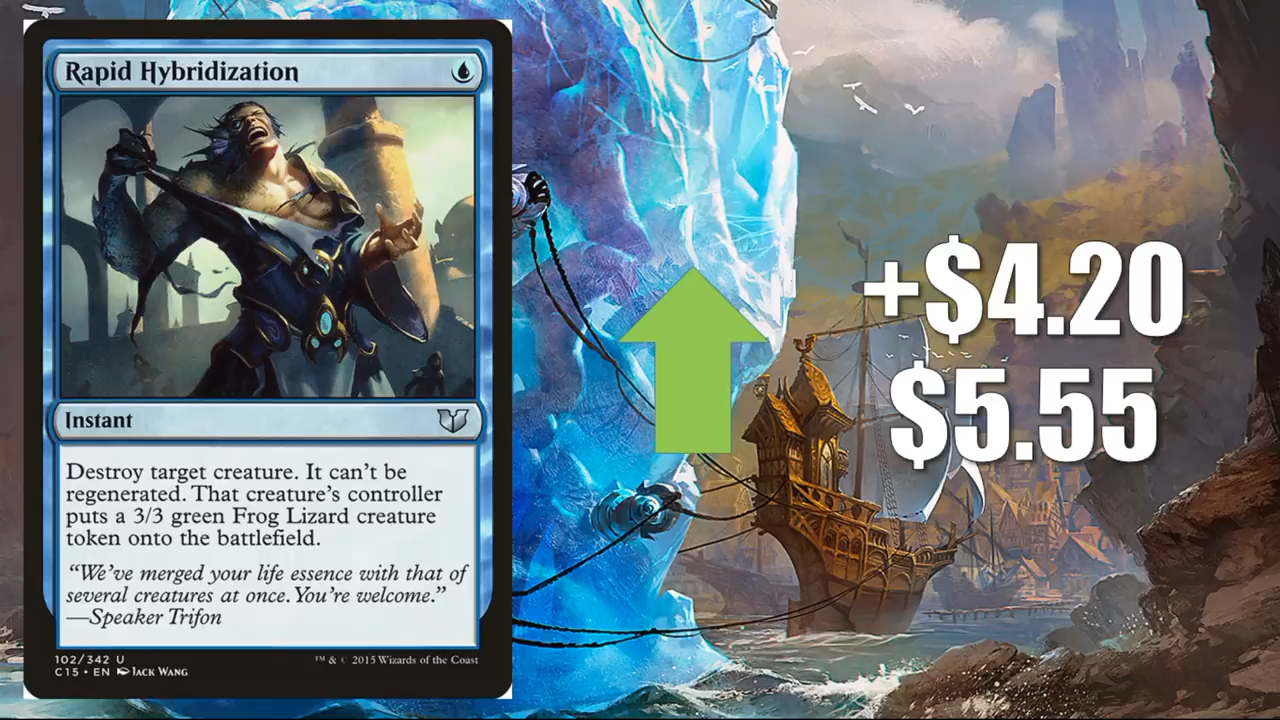 Rapid Hybridization
Instant
Destroy target creature. It can't be
regenerated. That creature's controller
puts a 3/3 green Frog Lizard creature
token onto the battlefield.
"We've merged your life essence with that of
several creatures at once. You're welcome."
—Speaker Trifon
102/342 U
C15 • EN Jack Wang
™ & © 2015 Wizards of the Coast
+$4.20
$5.55